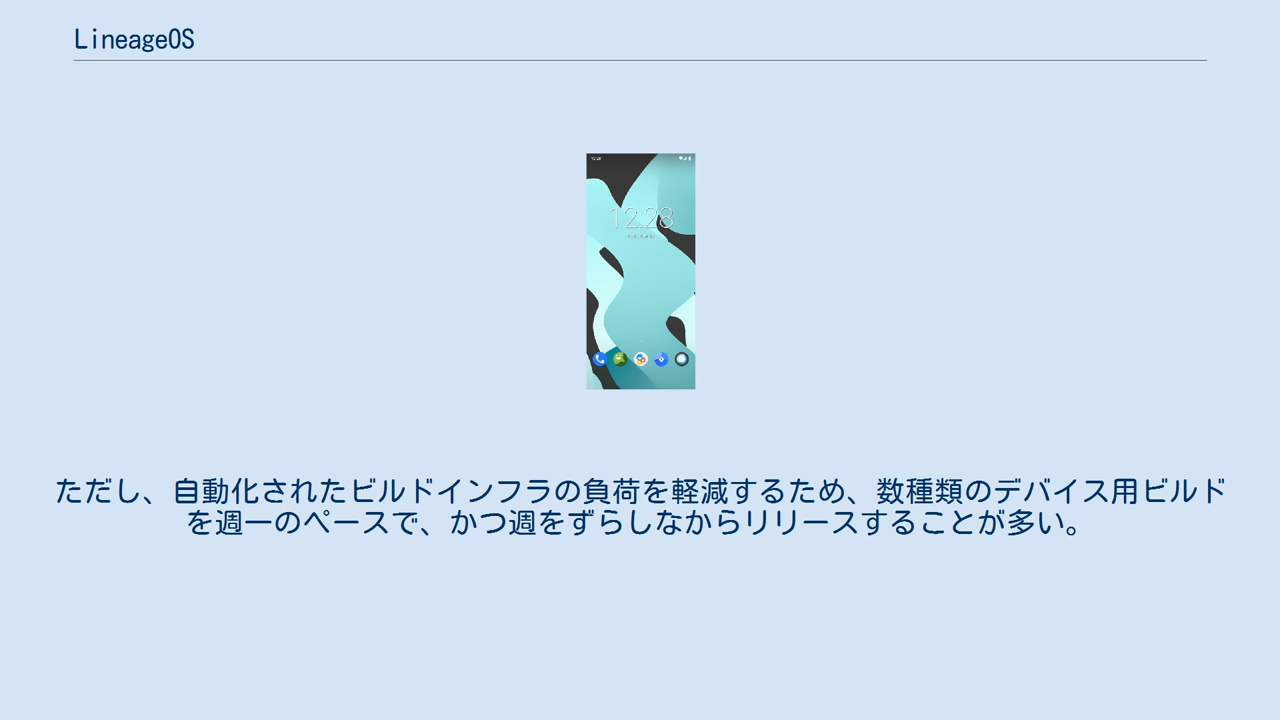 LineageOS
12:28
ただし、自動化されたビルドインフラの負荷を軽減するため、数種類のデバイス用ビルド
を週一のペースで、かつ週をずらしながらリリースすることが多い。